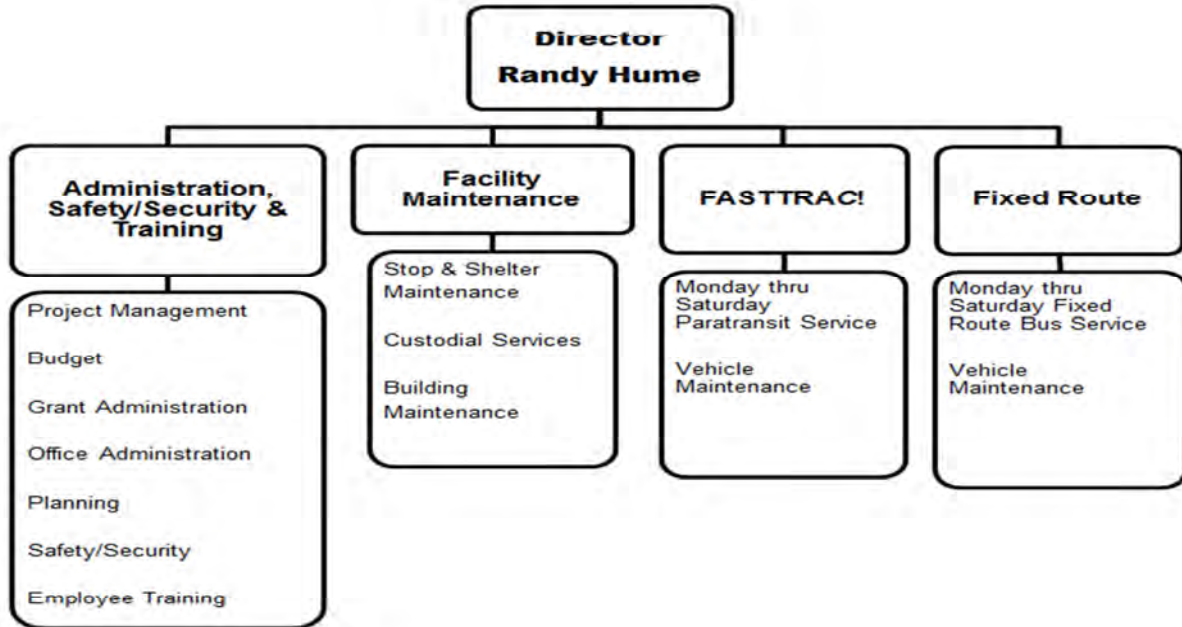 Director
Randy Hume
Administration,
Safety/Security &
Training
Project Management
Budget
Grant Administration
Office Administration
Planning
Safety/Security
Employee Training
Facility
Maintenance
Stop & Shelter
Maintenance
Custodial Services
Building
Maintenance
FASTTRAC!
Monday thru
Saturday
Paratransit Service
Vehicle
Maintenance
Fixed Route
Monday thru
Saturday Fixed
Route Bus Service
Vehicle
Maintenance